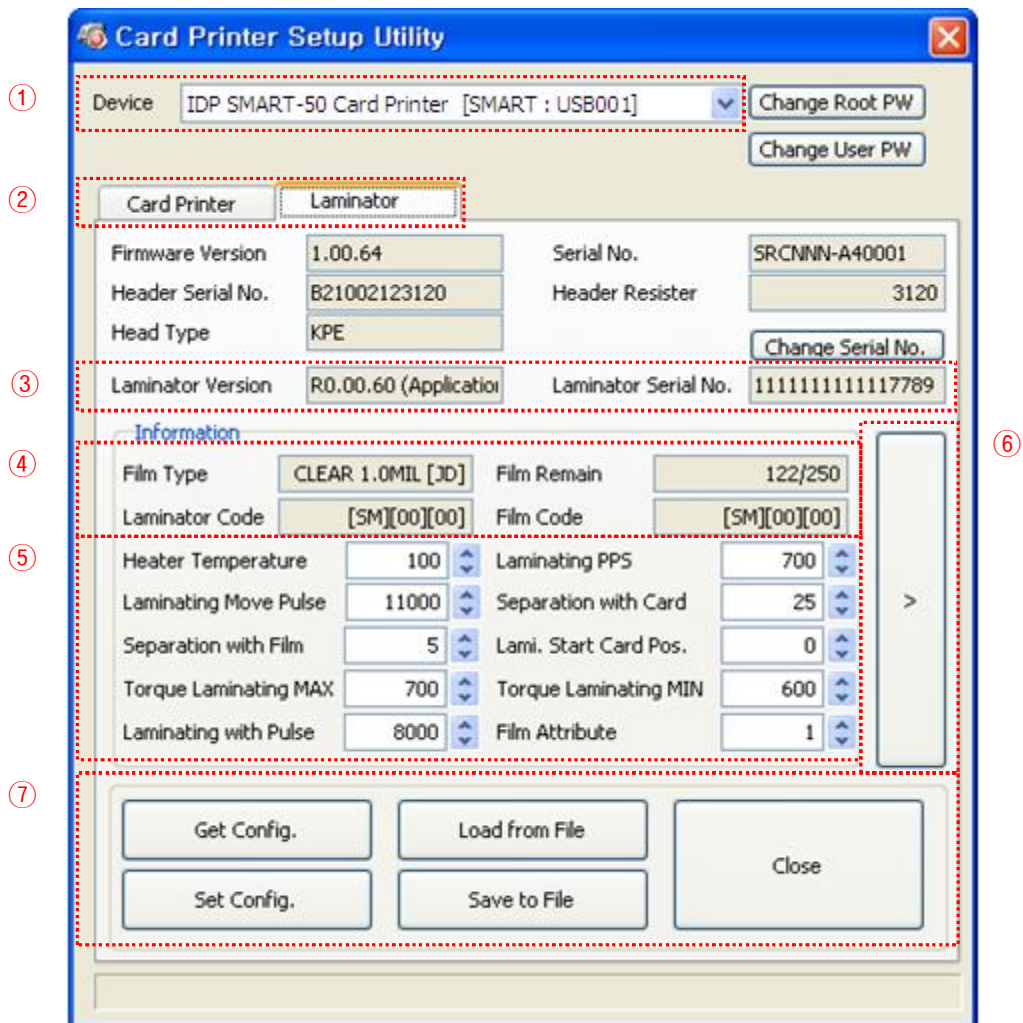 Card Printer Setup Utility
① Device IDP SMART-50 Card Printer [SMART : USB001] Change Root PW
Change User PW
② Card Printer Laminator
Firmware Version 1.00.64 Serial No. SRCNNN-A40001
Header Serial No. B21002123120 Header Resister 3120
Head Type KPE
Change Serial No.
③ Laminator Version R0.00.60 (Application Laminator Serial No. 1111111111117789
Information
⑥
④ Film Type CLEAR 1.0MIL [JD] Film Remain 122/250
Laminator Code [SM][00][00] Film Code [SM][00][00]
⑤ Heater Temperature 100 Laminating PPS 700
Laminating Move Pulse 11000 Separation with Card 25 >
Separation with Film 5 Lami. Start Card Pos. 0
Torque Laminating MAX 700 Torque Laminating MIN 600
Laminating with Pulse 8000 Film Attribute 1
⑦
Get Config. Load from File
Close
Set Config. Save to File